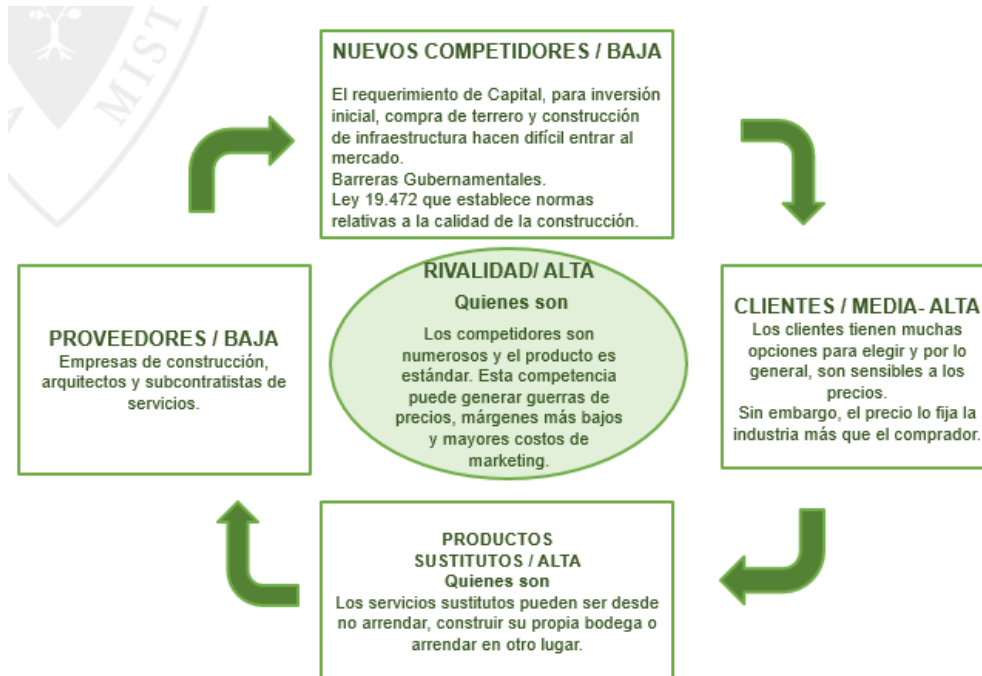 MIST
NUEVOS COMPETIDORES / BAJA
El requerimiento de Capital, para inversión
inicial, compra de terrero y construcción
de infraestructura hacen difícil entrar al
mercado.
Barreras Gubernamentales.
Ley 19.472 que establece normas
relativas a la calidad de la construcción.
PROVEEDORES / BAJA
Empresas de construcción,
arquitectos y subcontratistas de
servicios.
RIVALIDAD/ ALTA
Quienes son
Los competidores son
numerosos y el producto es
estándar. Esta competencia
puede generar guerras de
precios, márgenes más bajos
y mayores costos de
marketing.
CLIENTES / MEDIA- ALTA
Los clientes tienen muchas
opciones para elegir y por lo
general, son sensibles a los
precios.
Sin embargo, el precio lo fija la
industria más que el comprador.
PRODUCTOS
SUSTITUTOS / ALTA
Quienes son
Los servicios sustitutos pueden ser desde
no arrendar, construir su propia bodega o
arrendar en otro lugar.